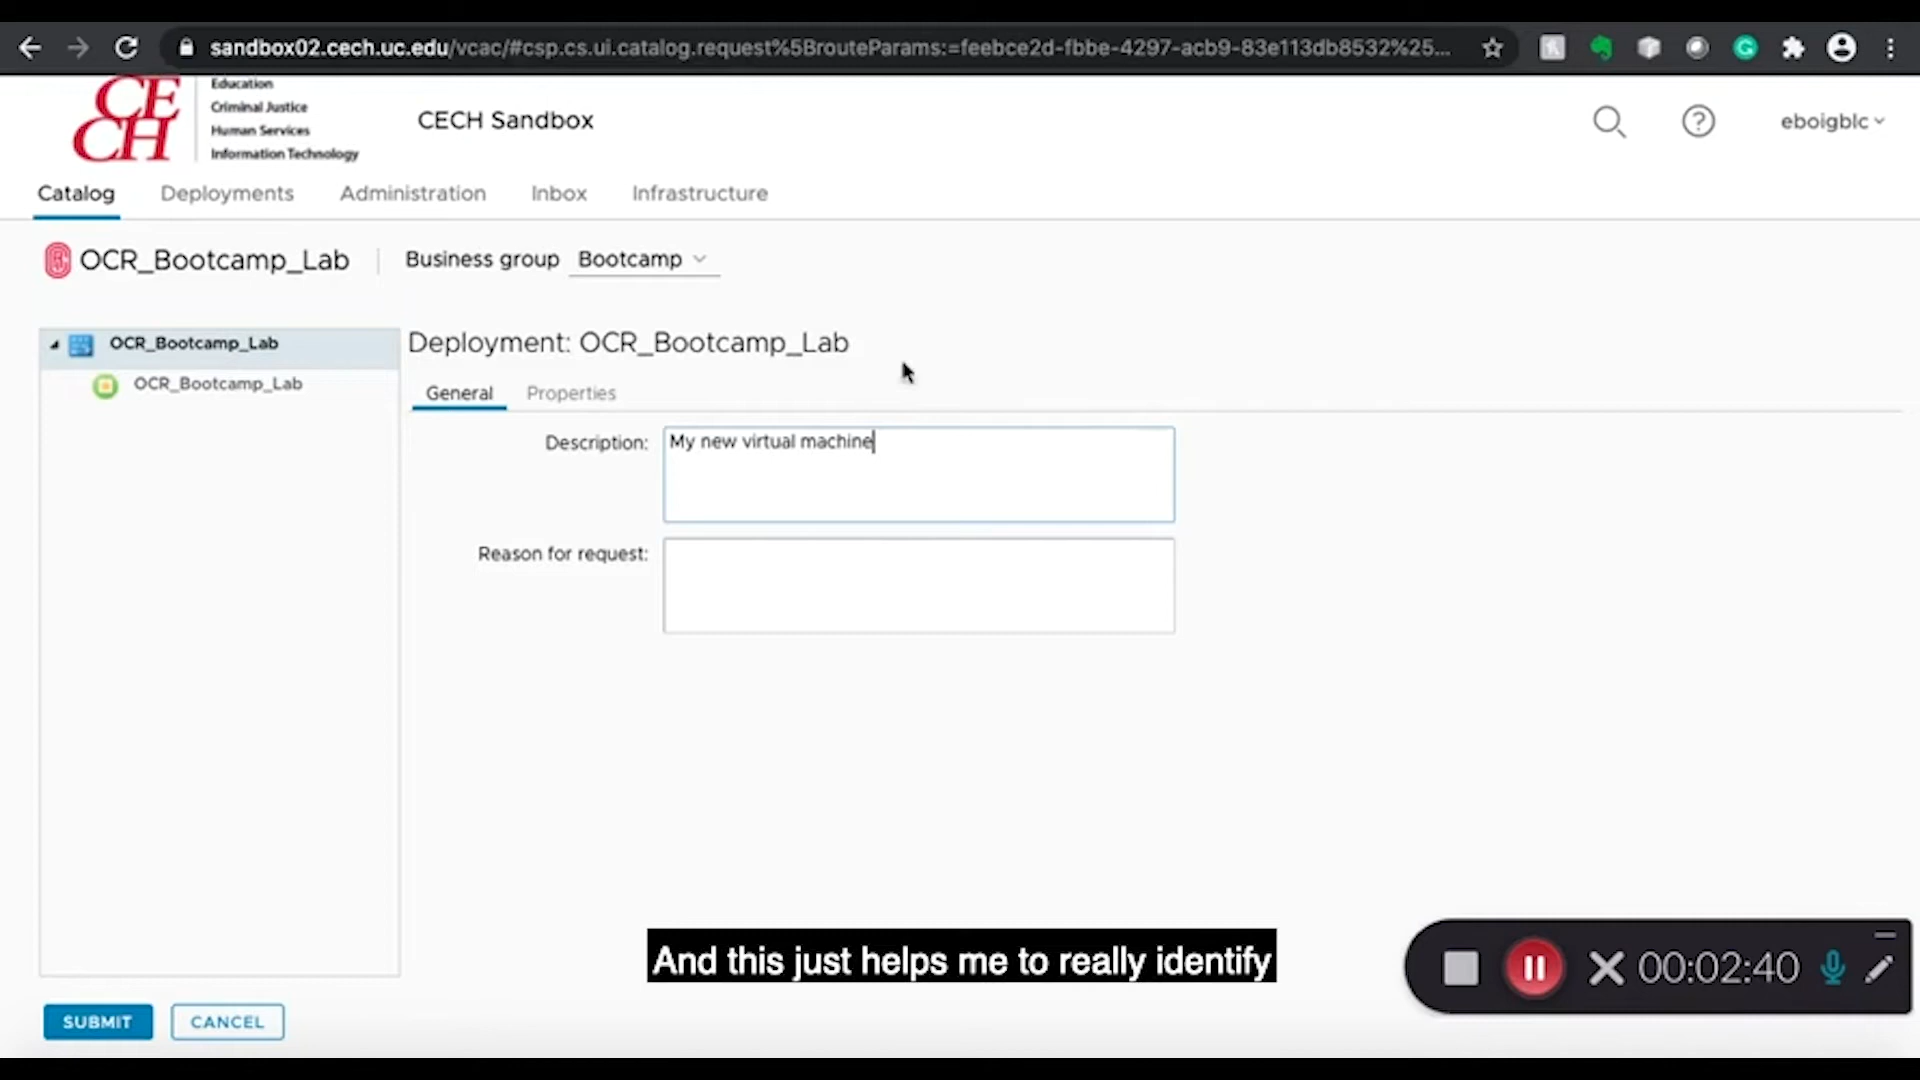 sandbox02.cech.uc.edu/vcac/#csp.cs.ui.catalog.request%5BrouteParams:=feebce2d-fbbe-4297-acb9-83e113db8532%25...
CECH
Education
Criminal Justice
Human Services
Information Technology
CECH Sandbox
eboigblc
Catalog
Deployments
Administration
Inbox
Infrastructure
OCR_Bootcamp_Lab
Business group
Bootcamp
OCR_Bootcamp_Lab
OCR_Bootcamp_Lab
Deployment: OCR_Bootcamp_Lab
General
Properties
Description:
My new virtual machine
Reason for request:
And this just helps me to really identify
00:02:40
SUBMIT
CANCEL